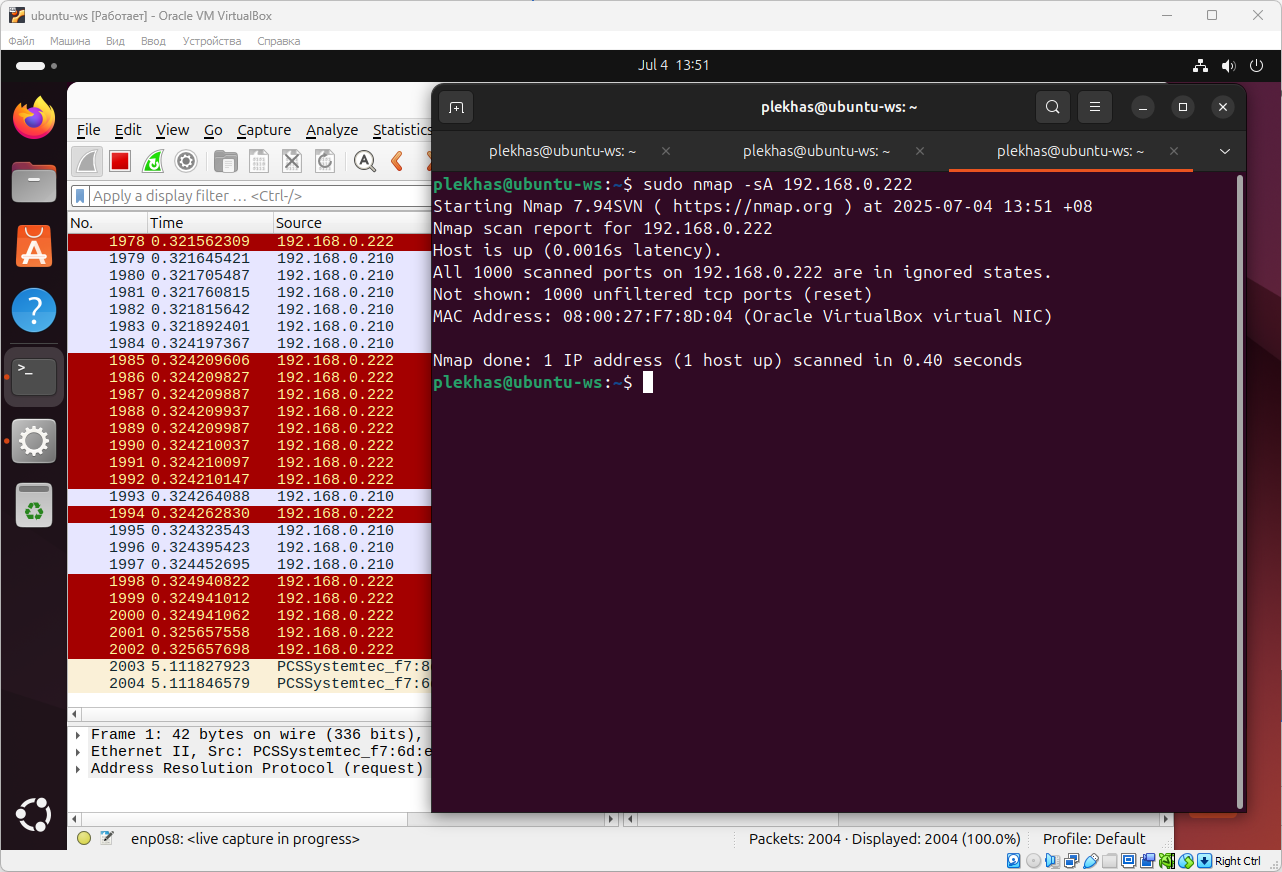 ubuntu-ws [Работает] - Oracle VM VirtualBox
Файл Машина Вид Ввод Устройства Справка
Jul 4 13:51
File Edit View Go Capture Analyze Statistics
Apply a display filter … <Ctrl-/>
No. Time Source
1978 0.321562309 192.168.0.222
1979 0.321645421 192.168.0.210
1980 0.321705487 192.168.0.210
1981 0.321760815 192.168.0.210
1982 0.321815642 192.168.0.210
1983 0.321892401 192.168.0.210
1984 0.324197367 192.168.0.210
1985 0.324209606 192.168.0.222
1986 0.324209827 192.168.0.222
1987 0.324209887 192.168.0.222
1988 0.324209937 192.168.0.222
1989 0.324209987 192.168.0.222
1990 0.324210037 192.168.0.222
1991 0.324210097 192.168.0.222
1992 0.324210147 192.168.0.222
1993 0.324264088 192.168.0.210
1994 0.324262830 192.168.0.222
1995 0.324323543 192.168.0.210
1996 0.324395423 192.168.0.210
1997 0.324452695 192.168.0.210
1998 0.324940822 192.168.0.222
1999 0.324941012 192.168.0.222
2000 0.324941062 192.168.0.222
2001 0.325657558 192.168.0.222
2002 0.325657698 192.168.0.222
2003 5.111827923 PCSSystemtec_f7:8
2004 5.111846579 PCSSystemtec_f7:6
Frame 1: 42 bytes on wire (336 bits),
Ethernet II, Src: PCSSystemtec_f7:6d:e
Address Resolution Protocol (request)
enp0s8: <live capture in progress>
Packets: 2004 · Displayed: 2004 (100.0%)
Profile: Default
plekhas@ubuntu-ws: ~
plekhas@ubuntu-ws: ~
plekhas@ubuntu-ws: ~
plekhas@ubuntu-ws: ~
plekhas@ubuntu-ws:~$ sudo nmap -sA 192.168.0.222
Starting Nmap 7.94SVN ( https://nmap.org ) at 2025-07-04 13:51 +08
Nmap scan report for 192.168.0.222
Host is up (0.0016s latency).
All 1000 scanned ports on 192.168.0.222 are in ignored states.
Not shown: 1000 unfiltered tcp ports (reset)
MAC Address: 08:00:27:F7:8D:04 (Oracle VirtualBox virtual NIC)
Nmap done: 1 IP address (1 host up) scanned in 0.40 seconds
plekhas@ubuntu-ws:~$
Right Ctrl